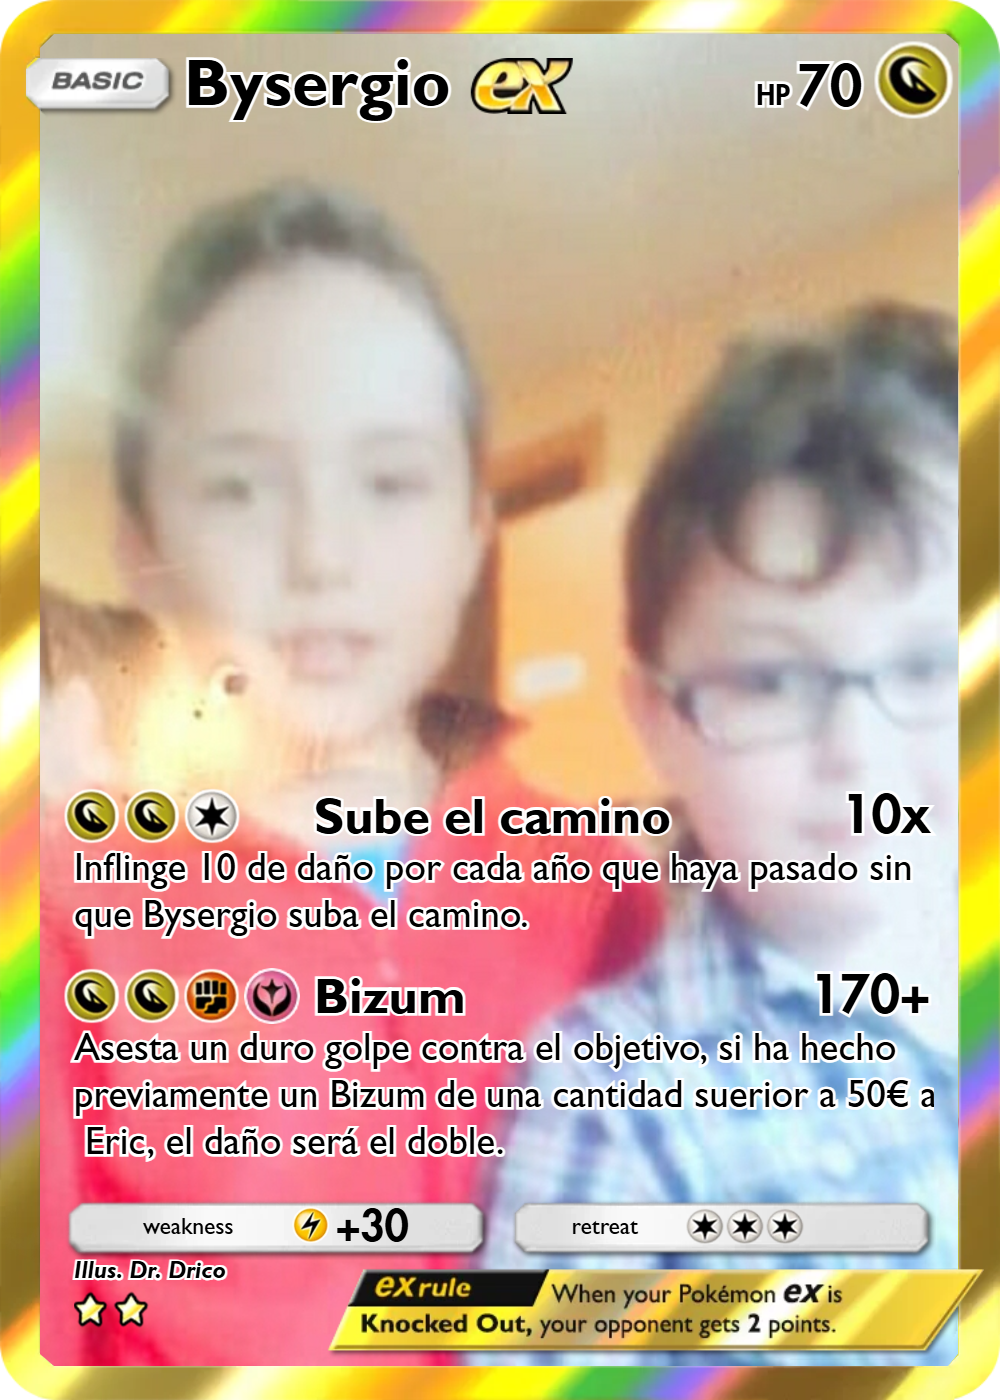 BASIC Bysergio ex HP 70
Sube el camino 10x
Inflinge 10 de daño por cada año que haya pasado sin
que Bysergio suba el camino.
Bizum 170+
Asesta un duro golpe contra el objetivo, si ha hecho
previamente un Bizum de una cantidad suerior a 50€ a
Eric, el daño será el doble.
weakness +30 retreat
Illus. Dr. Drico
ex rule When your Pokémon ex is
Knocked Out, your opponent gets 2 points.